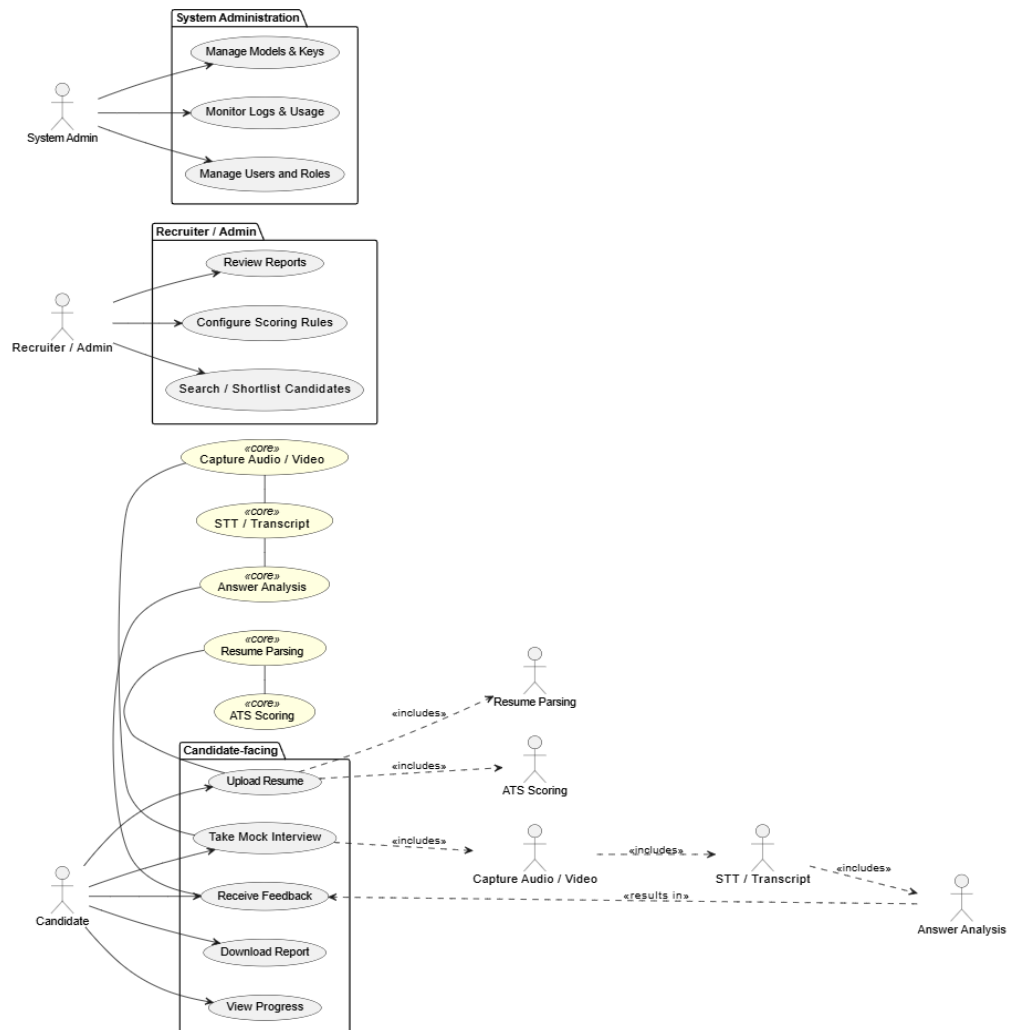 System Administration
Manage Models & Keys
Monitor Logs & Usage
System Admin
Manage Users and Roles
Recruiter / Admin
Review Reports
Configure Scoring Rules
Recruiter / Admin
Search / Shortlist Candidates
«core»
Capture Audio / Video
«core»
STT / Transcript
«core»
Answer Analysis
«core»
Resume Parsing
«core»
ATS Scoring
Resume Parsing
«includes»
Candidate-facing
Upload Resume
«includes»
ATS Scoring
Take Mock Interview
«includes»
Capture Audio / Video
«includes»
STT / Transcript
«includes»
Receive Feedback
«results in»
Candidate
Answer Analysis
Download Report
View Progress